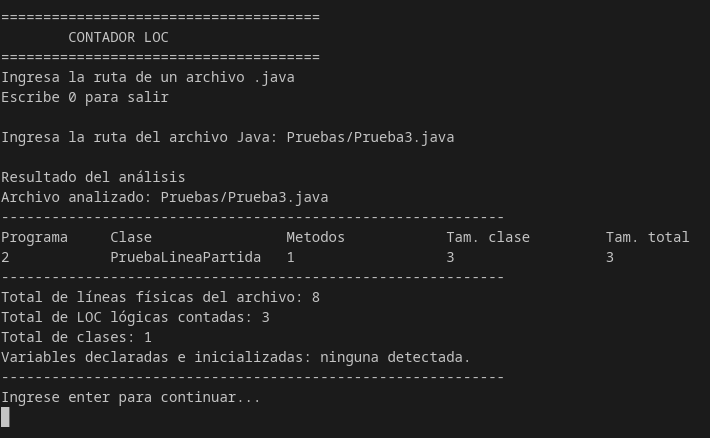 ======================================
CONTADOR LOC
======================================
Ingresa la ruta de un archivo .java
Escribe 0 para salir
Ingresa la ruta del archivo Java: Pruebas/Prueba3.java
Resultado del análisis
Archivo analizado: Pruebas/Prueba3.java
------------------------------------------------------------
Programa     Clase                Metodos            Tam. clase         Tam. total
2            PruebaLineaPartida   1                  3                  3
------------------------------------------------------------
Total de líneas físicas del archivo: 8
Total de LOC lógicas contadas: 3
Total de clases: 1
Variables declaradas e inicializadas: ninguna detectada.
------------------------------------------------------------
Ingrese enter para continuar...